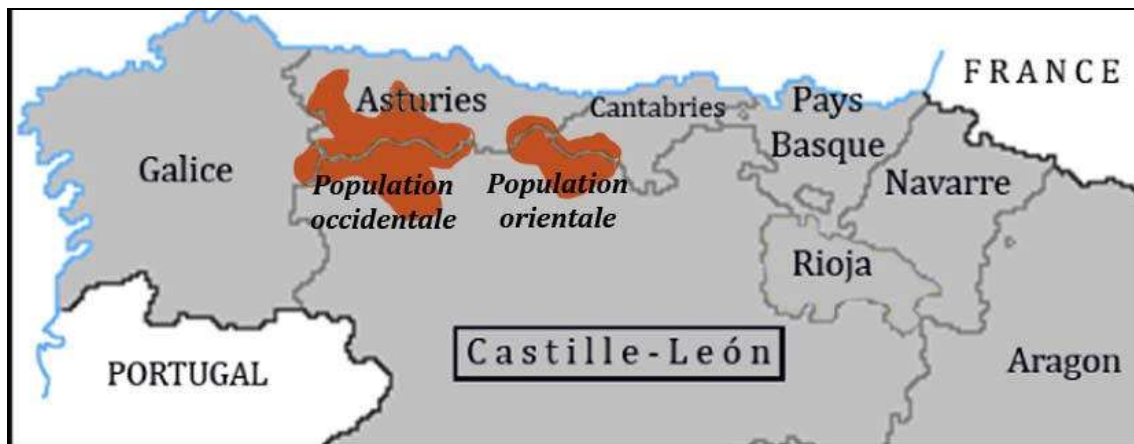 FRANCE
Asturies
Cantabries
Pays
Basque
Galice
Population
occidentale
Population
orientale
Navarre
Rioja
Castille-León
PORTUGAL
Aragon